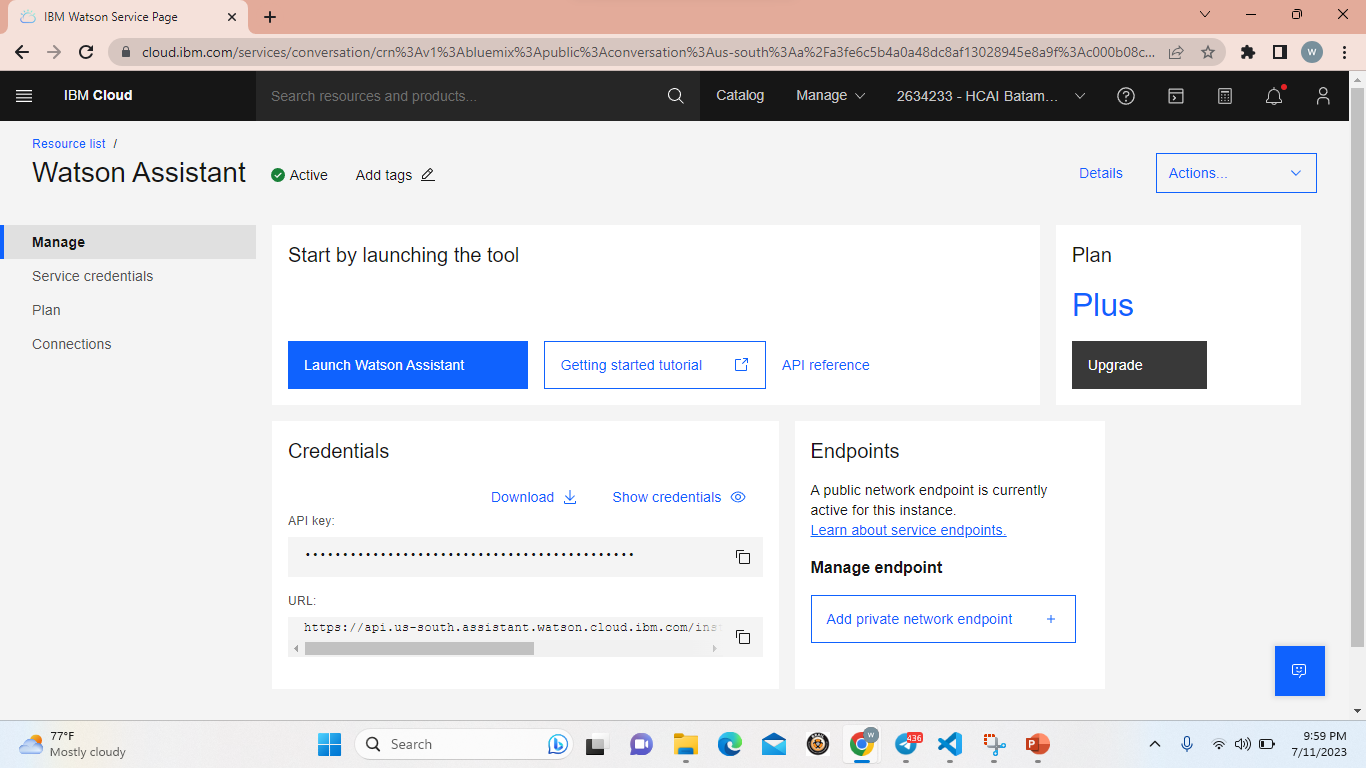 IBM Watson Service Page
cloud.ibm.com/services/conversation/crn%3Av1%3Abluemix%3Apublic%3Aconversation%3Aus-south%3Aa%2Fa3fe6c5b4a0a48dc8af13028945e8a9f%3Ac000b08c...
W
IBM Cloud
Search resources and products...
Catalog
Manage
2634233 - HCAI Batam...
Resource list /
Watson Assistant
Active
Add tags
Details
Actions...
Manage
Service credentials
Plan
Connections
Start by launching the tool
Launch Watson Assistant
Getting started tutorial
API reference
Plan
Plus
Upgrade
Credentials
Download
Show credentials
API key:
URL:
https://api.us-south.assistant.watson.cloud.ibm.com/ins
Endpoints
A public network endpoint is currently
active for this instance.
Learn about service endpoints.
Manage endpoint
Add private network endpoint +
77°F
Mostly cloudy
Search
W
436
9:59 PM
7/11/2023